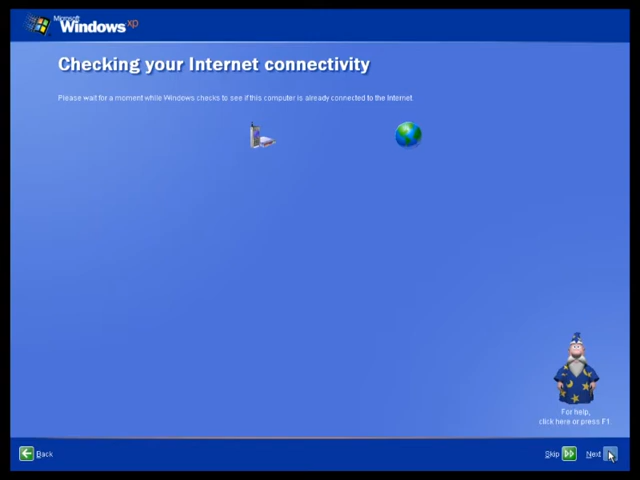 Microsoft
Windows xp
Checking your Internet connectivity
Please wait for a moment while Windows checks to see if this computer is already connected to the Internet.
For help,
click here or press F1.
Back
Skip
Next